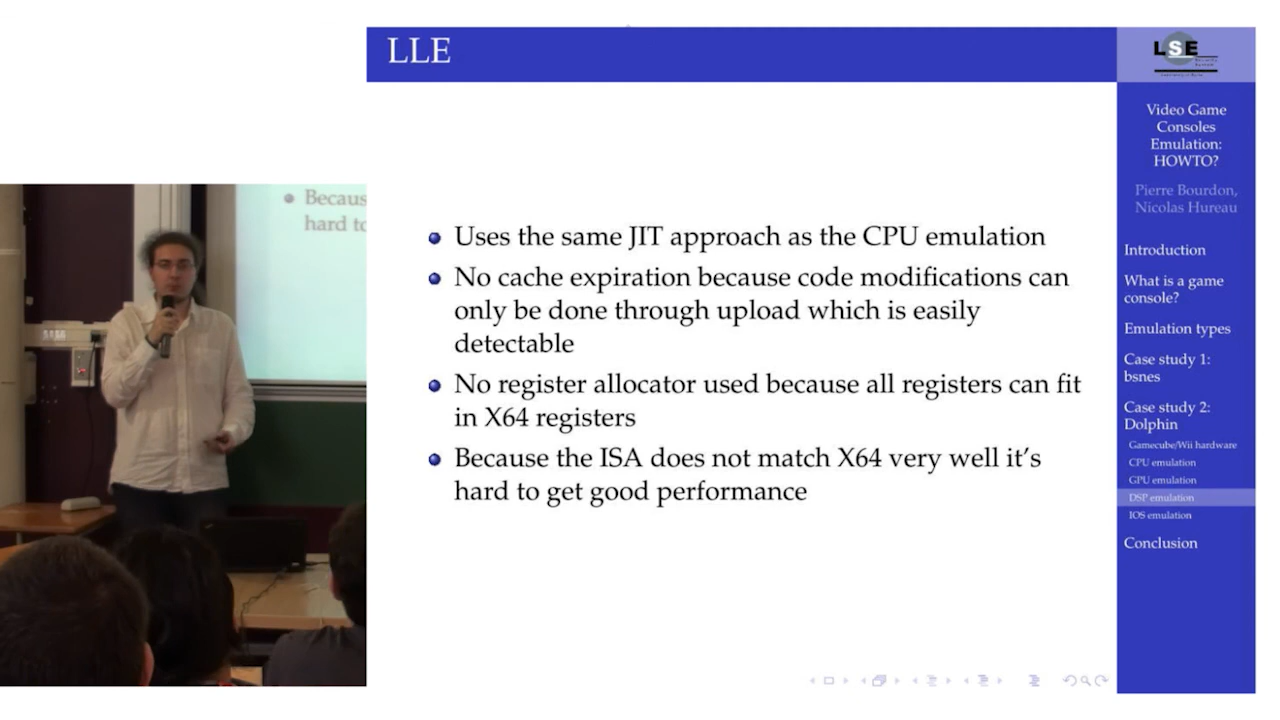 LLE
LSE
Video Game
Consoles
Emulation:
HOWTO?
Pierre Bourdon,
Nicolas Hureau
Introduction
What is a game
console?
Emulation types
Case study 1:
bsnes
Case study 2:
Dolphin
Gamecube/Wii hardware
CPU emulation
GPU emulation
DSP emulation
IOS emulation
Conclusion
Uses the same JIT approach as the CPU emulation
No cache expiration because code modifications can
only be done through upload which is easily
detectable
No register allocator used because all registers can fit
in X64 registers
Because the ISA does not match X64 very well it's
hard to get good performance
Becaus
hard to